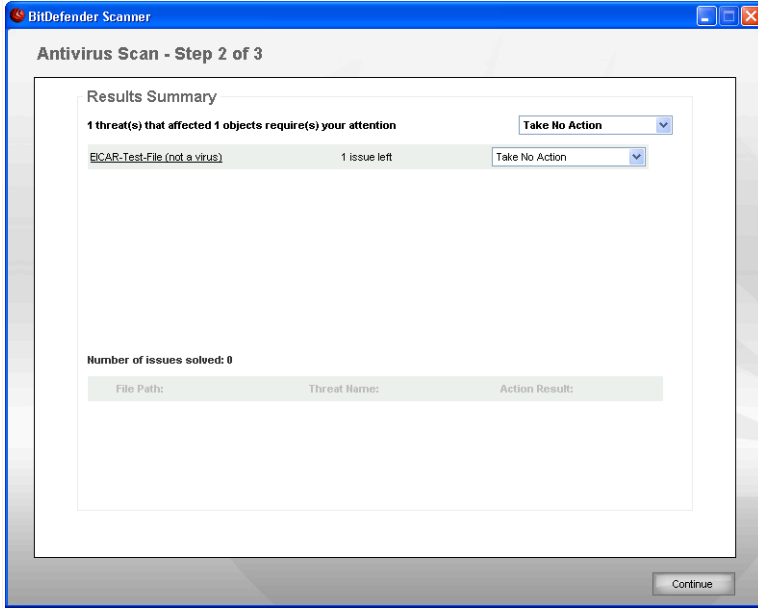 BitDefender Scanner
Antivirus Scan - Step 2 of 3
Results Summary
1 threat(s) that affected 1 objects require(s) your attention Take No Action
EICAR-Test-File (not a virus) 1 issue left Take No Action
Number of issues solved: 0
File Path: Threat Name: Action Result:
Continue